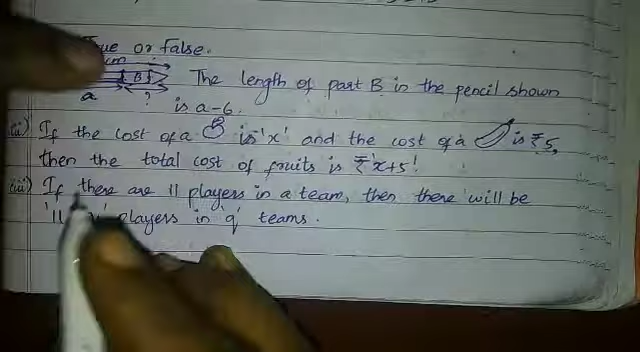 True or false.
The length of part B in the pencil shown
B
a ?
is a-6.
(ii) If the cost of a is 'x' and the cost of a is ₹5,
then the total cost of fruits is ₹'x+5'.
(iii) If there are 11 players in a team, then there will be
'11 players in 'q' teams.